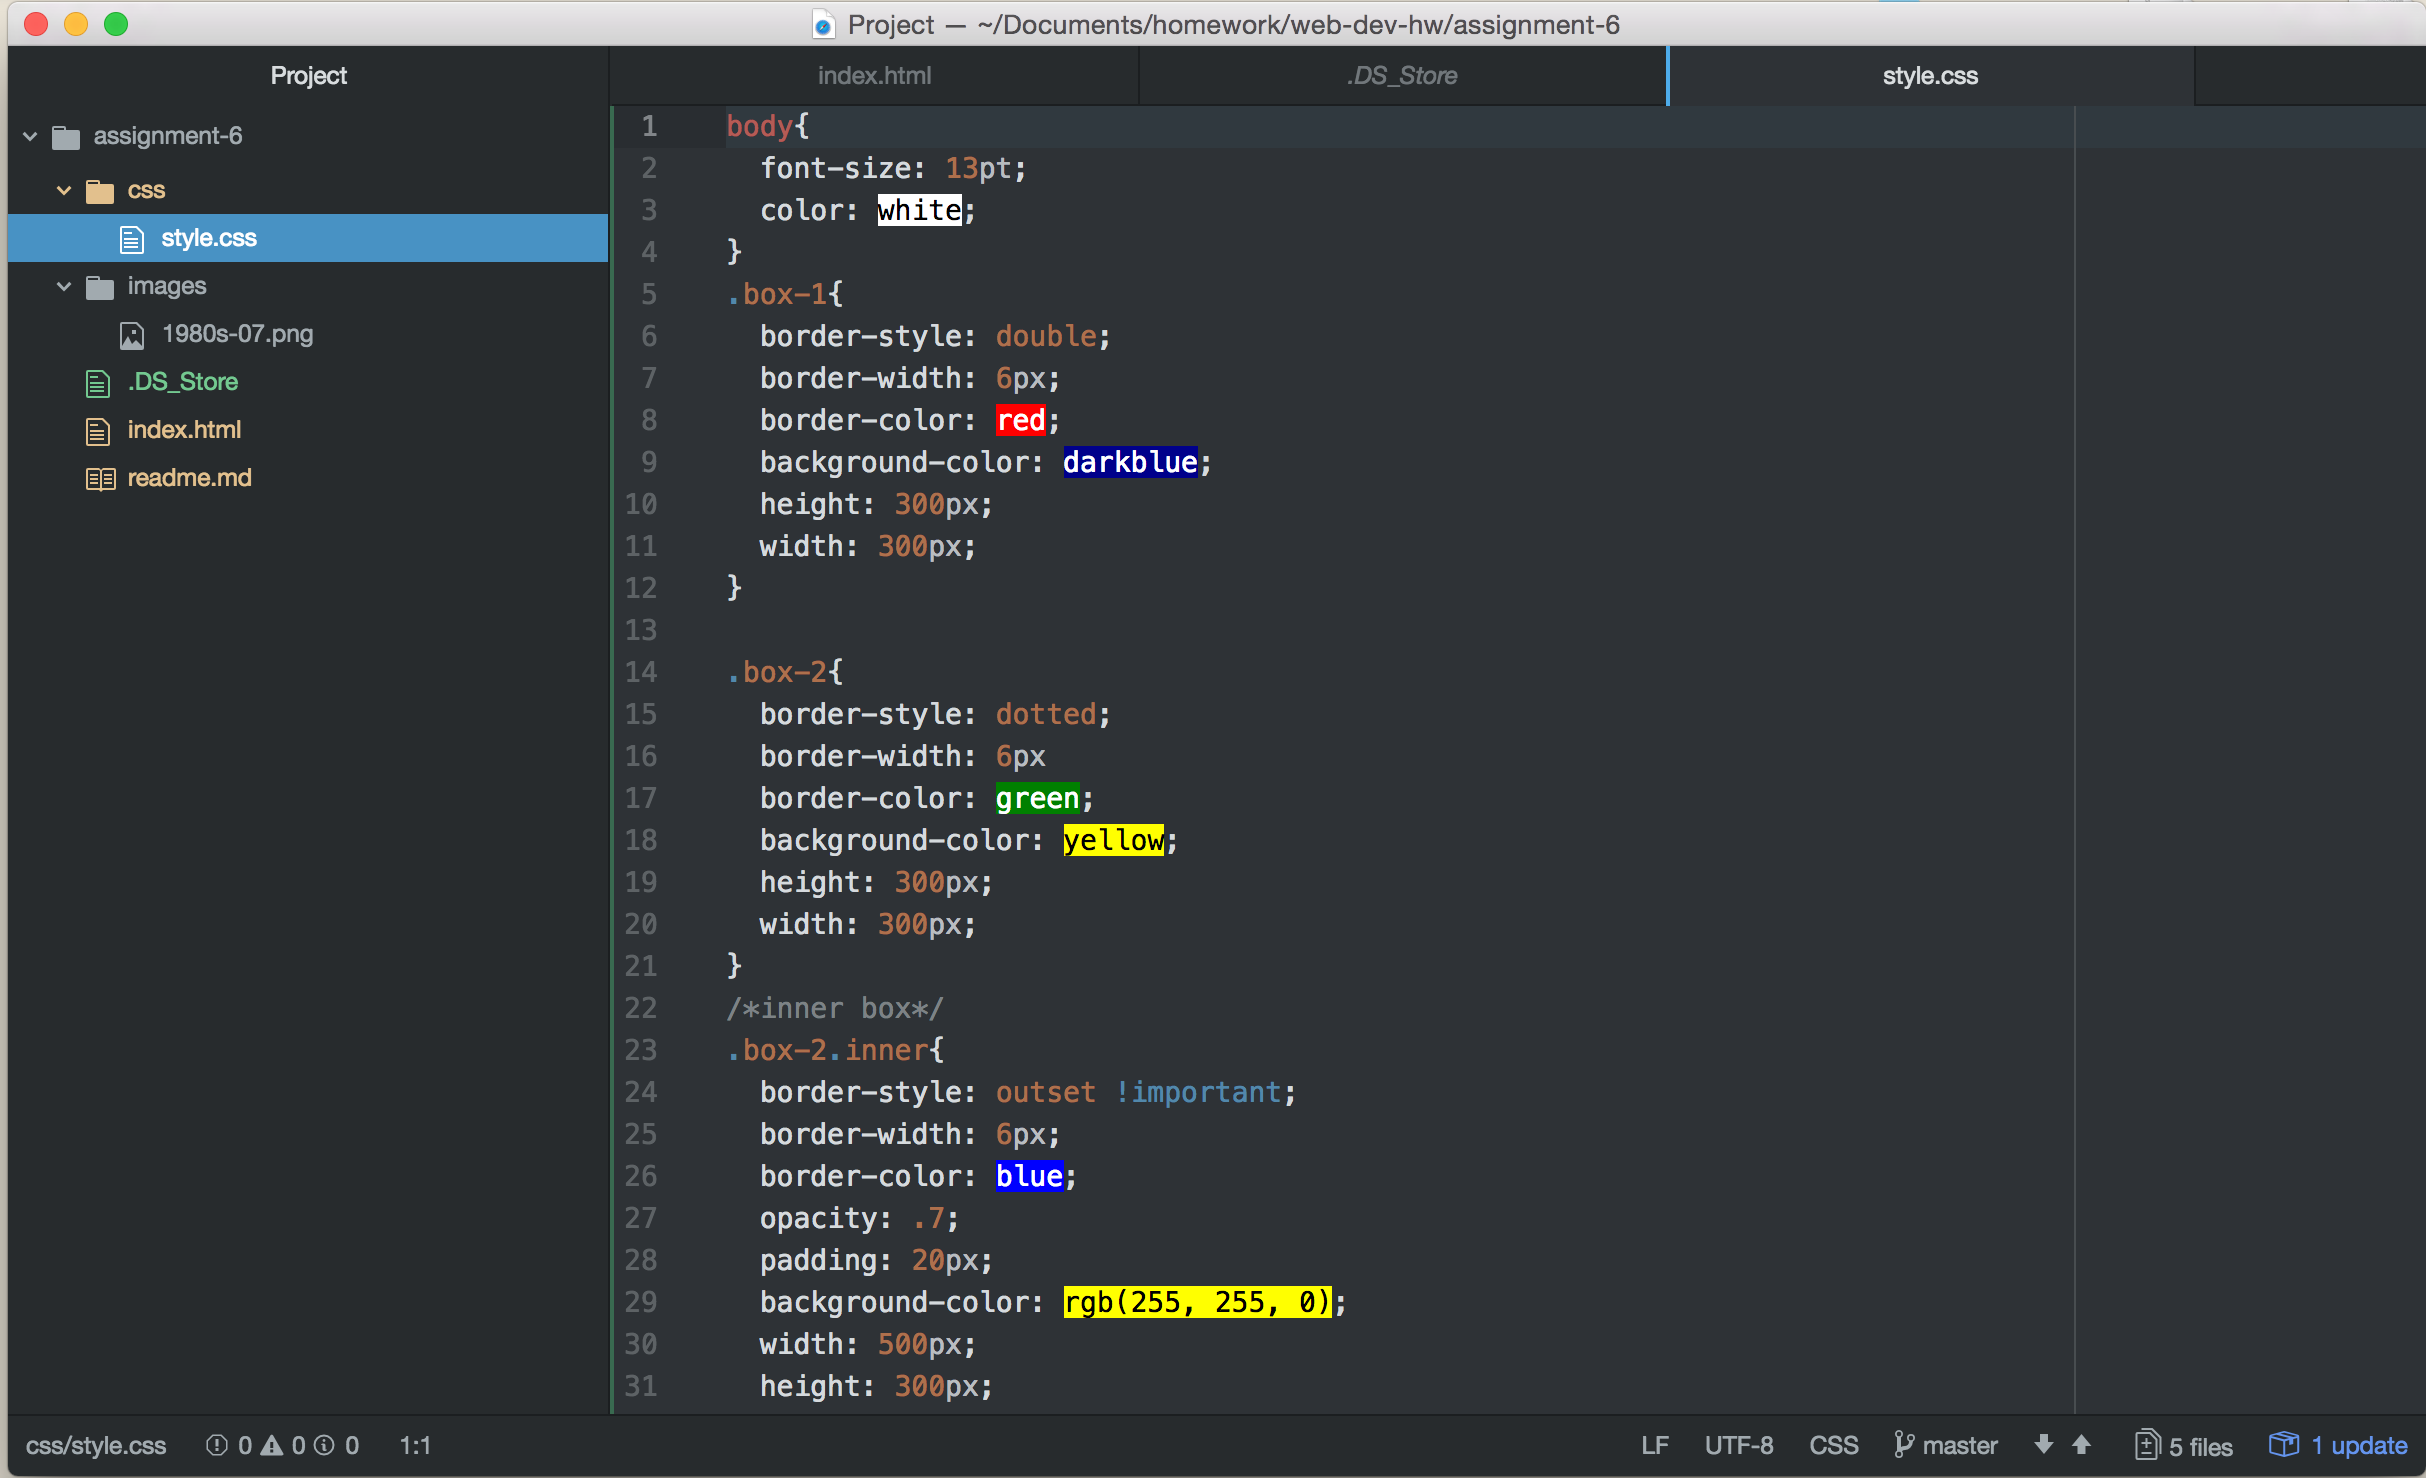 Project — ~/Documents/homework/web-dev-hw/assignment-6
Project
index.html
.DS_Store
style.css
assignment-6
css
style.css
images
1980s-07.png
.DS_Store
index.html
readme.md
1 body{
2   font-size: 13pt;
3   color: white;
4 }
5 .box-1{
6   border-style: double;
7   border-width: 6px;
8   border-color: red;
9   background-color: darkblue;
10   height: 300px;
11   width: 300px;
12 }
13
14 .box-2{
15   border-style: dotted;
16   border-width: 6px
17   border-color: green;
18   background-color: yellow;
19   height: 300px;
20   width: 300px;
21 }
22 /*inner box*/
23 .box-2.inner{
24   border-style: outset !important;
25   border-width: 6px;
26   border-color: blue;
27   opacity: .7;
28   padding: 20px;
29   background-color: rgb(255, 255, 0);
30   width: 500px;
31   height: 300px;
css/style.css 0 0 0 1:1 LF UTF-8 CSS master 5 files 1 update